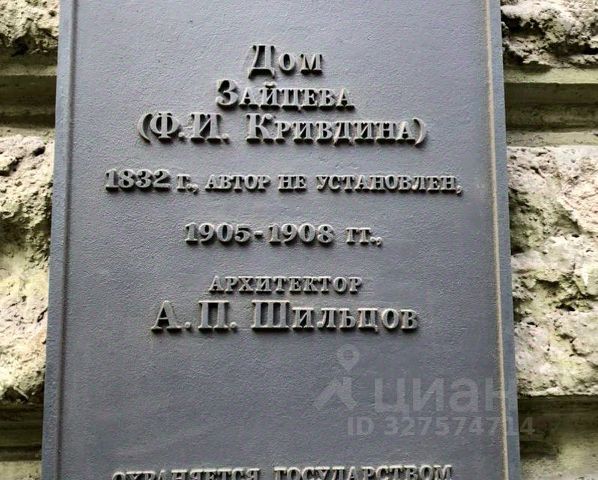 Дом
Зайцева
(Ф.И. Кривдина)
1832 г., автор не установлен,
1905-1908 гг.,
архитектор
А.П. Шильцов
циан
ID 327574714
охраняется государством